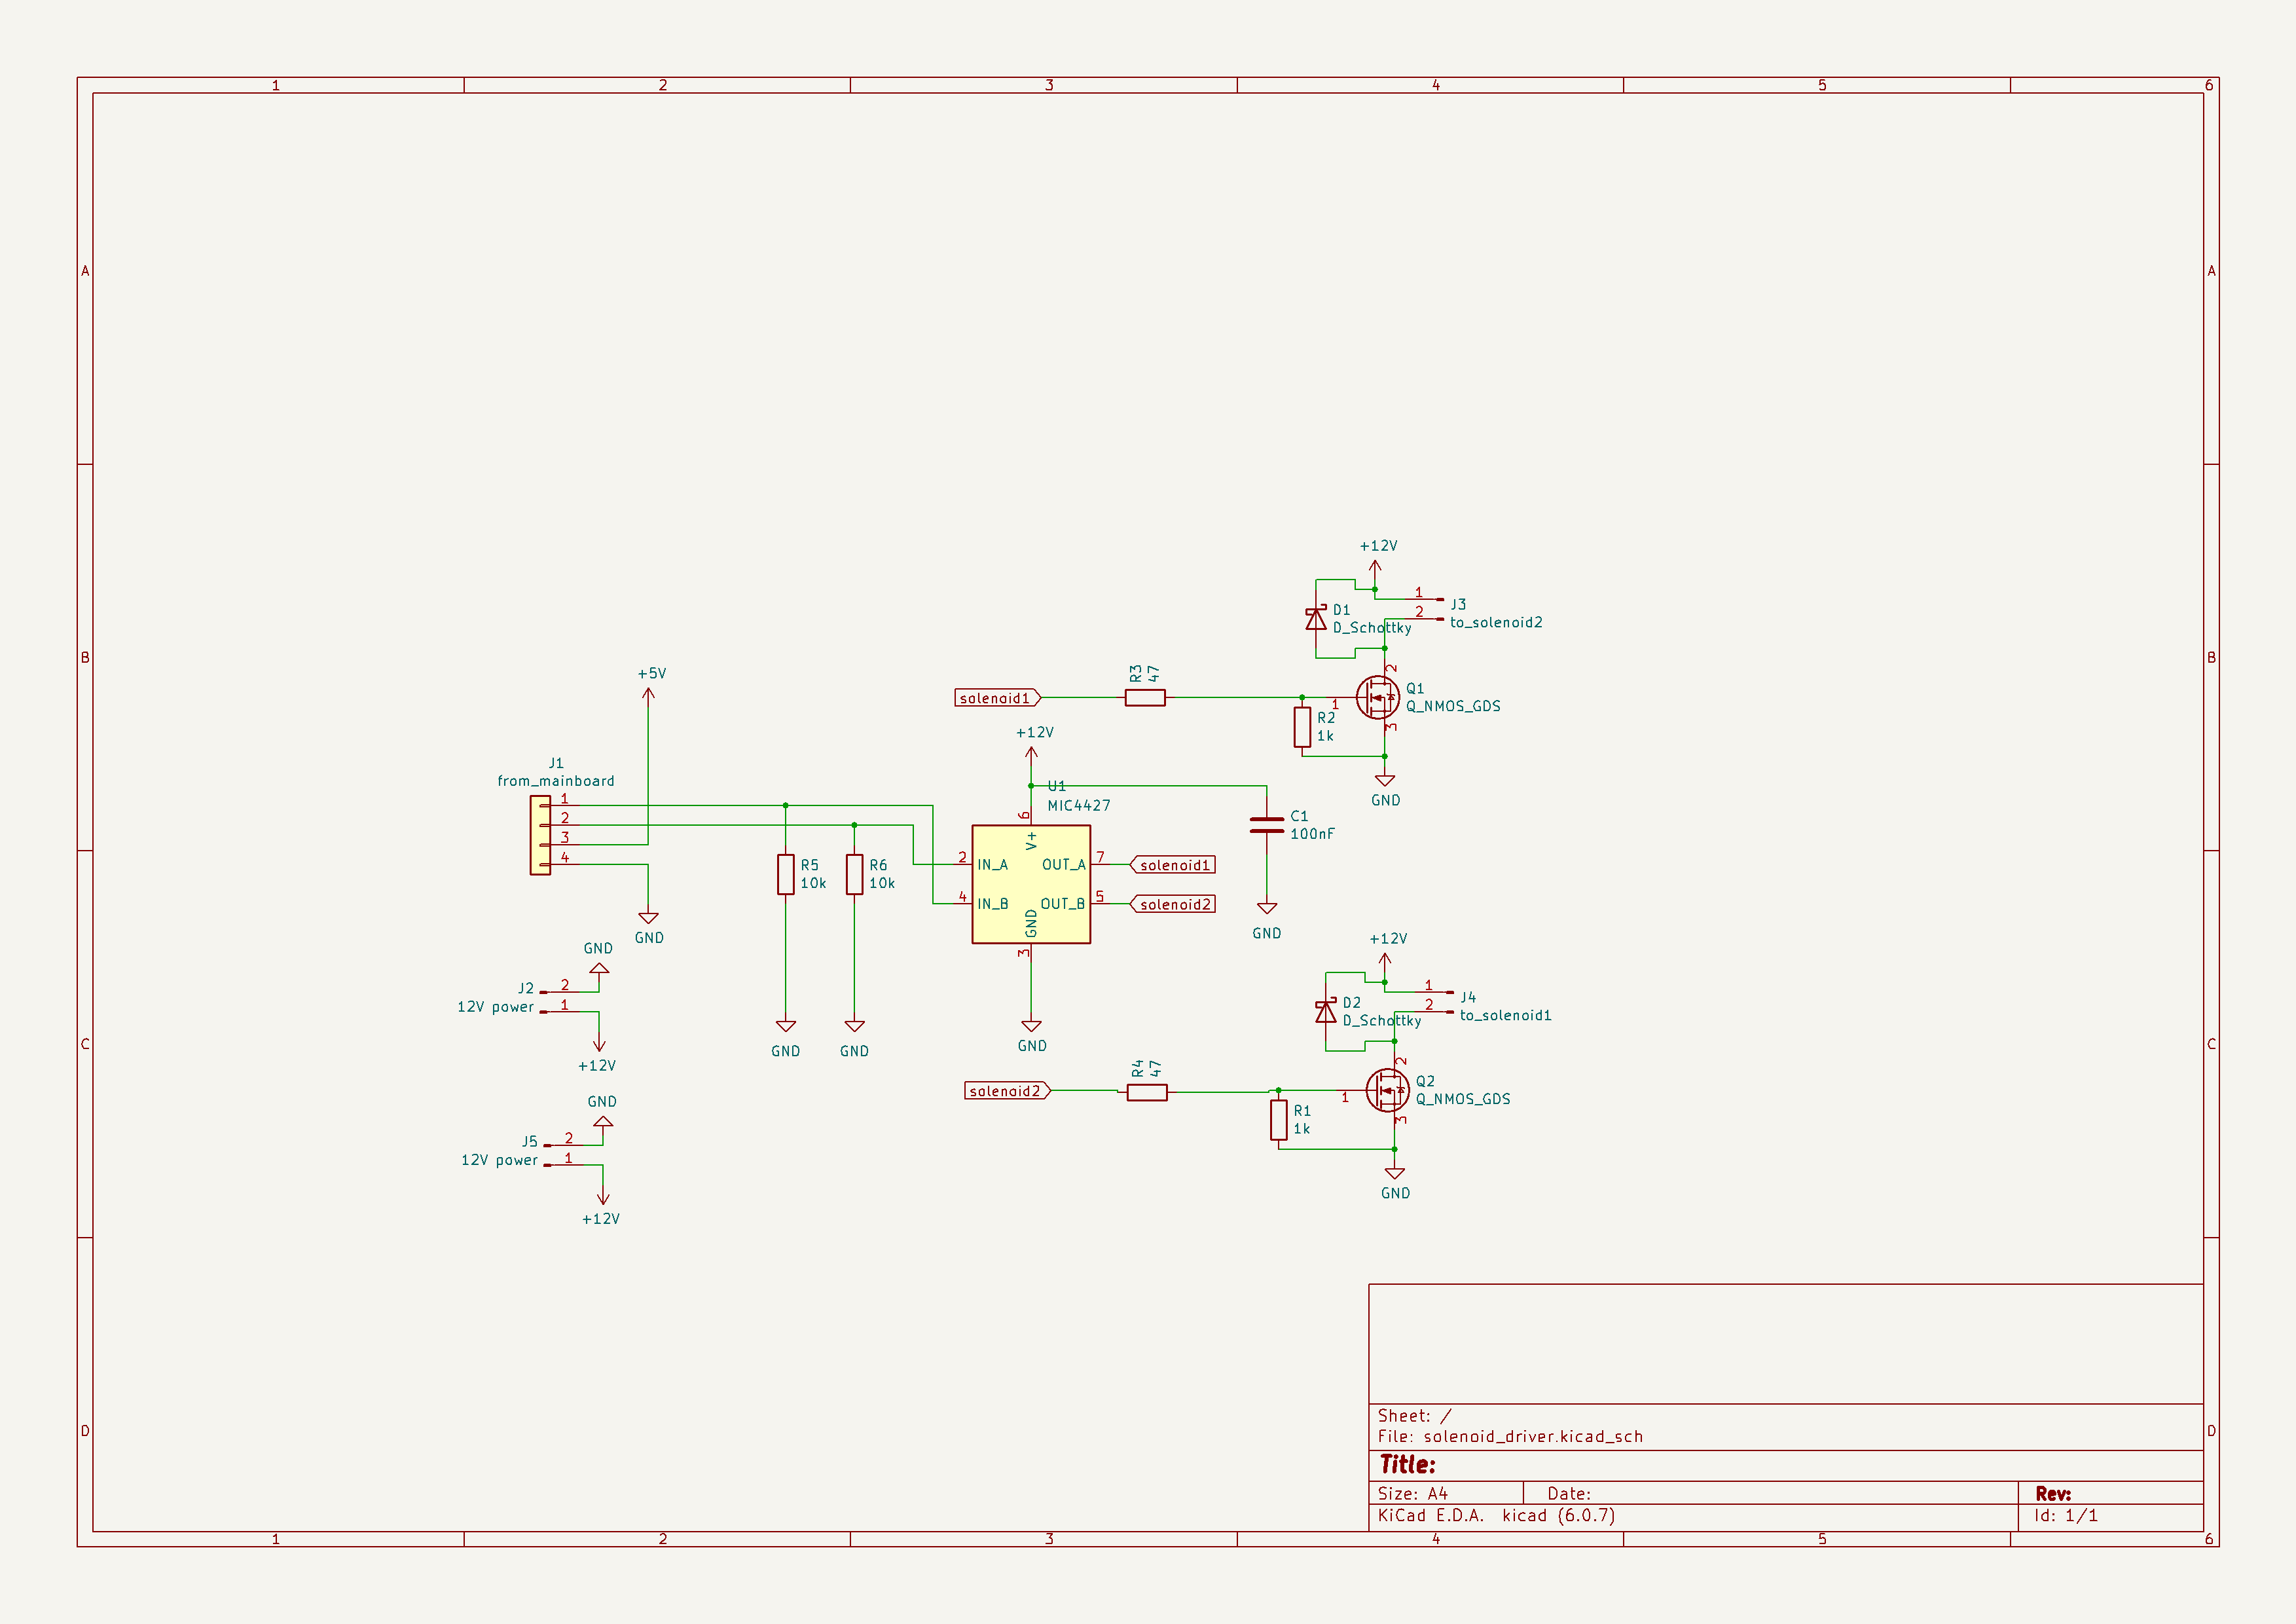 1 2 3 4 5 6
A A
+12V
1
2
J3
to_solenoid2
D1
D_Schottky
B B
2
+5V
R3
47
solenoid1
Q1
Q_NMOS_GDS
1
R2
1k
3
+12V
GND
J1
from_mainboard
U1
MIC4427
1
2
3
4
6
V+
C1
100nF
R5
10k
R6
10k
2 IN_A
OUT_A 7
solenoid1
4 IN_B
OUT_B 5
solenoid2
GND
3
GND
GND
GND
+12V
J2
12V power
2
1
1
2
J4
to_solenoid1
D2
D_Schottky
C C
GND
GND
GND
+12V
2
R4
47
solenoid2
Q2
Q_NMOS_GDS
1
R1
1k
3
GND
J5
12V power
2
1
GND
+12V
Sheet: /
File: solenoid_driver.kicad_sch
D D
Title:
Size: A4
Date:
Rev:
KiCad E.D.A. kicad (6.0.7)
Id: 1/1
1 2 3 4 5 6